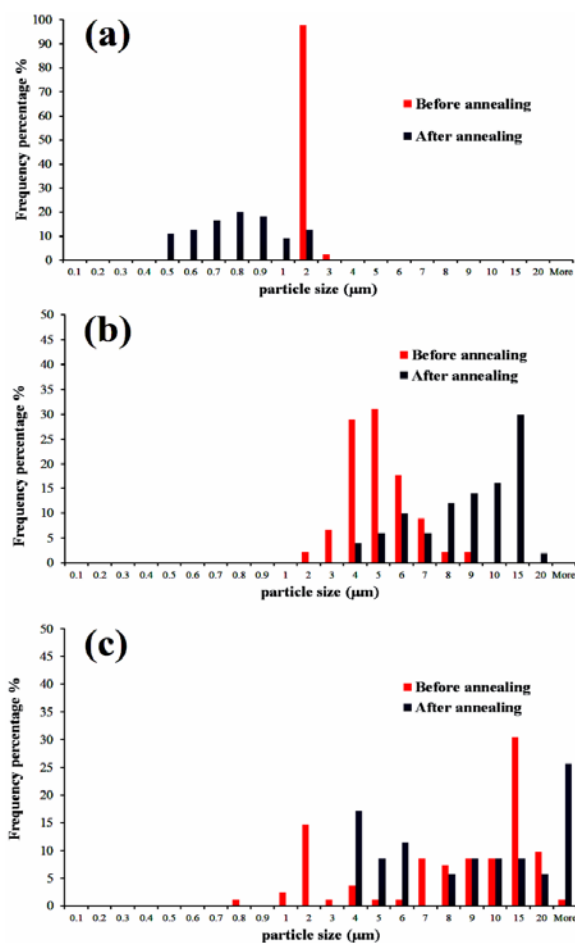 (a)
Frequency percentage %
100
90
80
70
60
50
40
30
20
10
0
Before annealing
After annealing
0.1 0.2 0.3 0.4 0.5 0.6 0.7 0.8 0.9 1 2 3 4 5 6 7 8 9 10 15 20 More
particle size (µm)
(b)
Frequency percentage %
50
45
40
35
30
25
20
15
10
5
0
Before annealing
After annealing
0.1 0.2 0.3 0.4 0.5 0.6 0.7 0.8 0.9 1 2 3 4 5 6 7 8 9 10 15 20 More
particle size (µm)
(c)
Frequency percentage %
50
45
40
35
30
25
20
15
10
5
0
Before annealing
After annealing
0.1 0.2 0.3 0.4 0.5 0.6 0.7 0.8 0.9 1 2 3 4 5 6 7 8 9 10 15 20 More
particle size (µm)